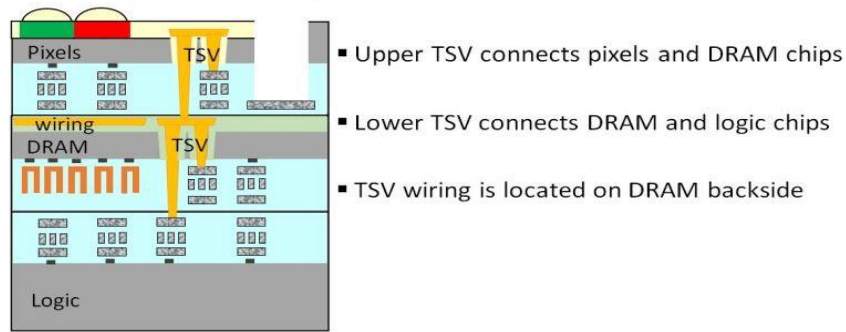 Pixels
TSV
▪ Upper TSV connects pixels and DRAM chips
wiring
▪ Lower TSV connects DRAM and logic chips
DRAM
TSV
▪ TSV wiring is located on DRAM backside
Logic